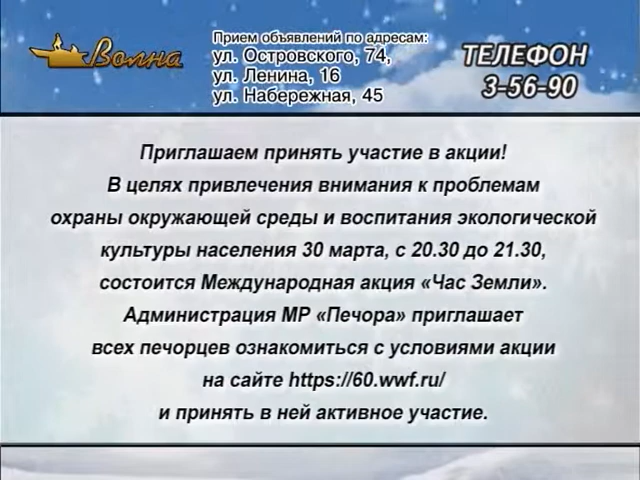 Волна
Прием объявлений по адресам:
ул. Островского, 74,
ул. Ленина, 16
ул. Набережная, 45
ТЕЛЕФОН
3-56-90
Приглашаем принять участие в акции!
В целях привлечения внимания к проблемам
охраны окружающей среды и воспитания экологической
культуры населения 30 марта, с 20.30 до 21.30,
состоится Международная акция «Час Земли».
Администрация МР «Печора» приглашает
всех печорцев ознакомиться с условиями акции
на сайте https://60.wwf.ru/
и принять в ней активное участие.